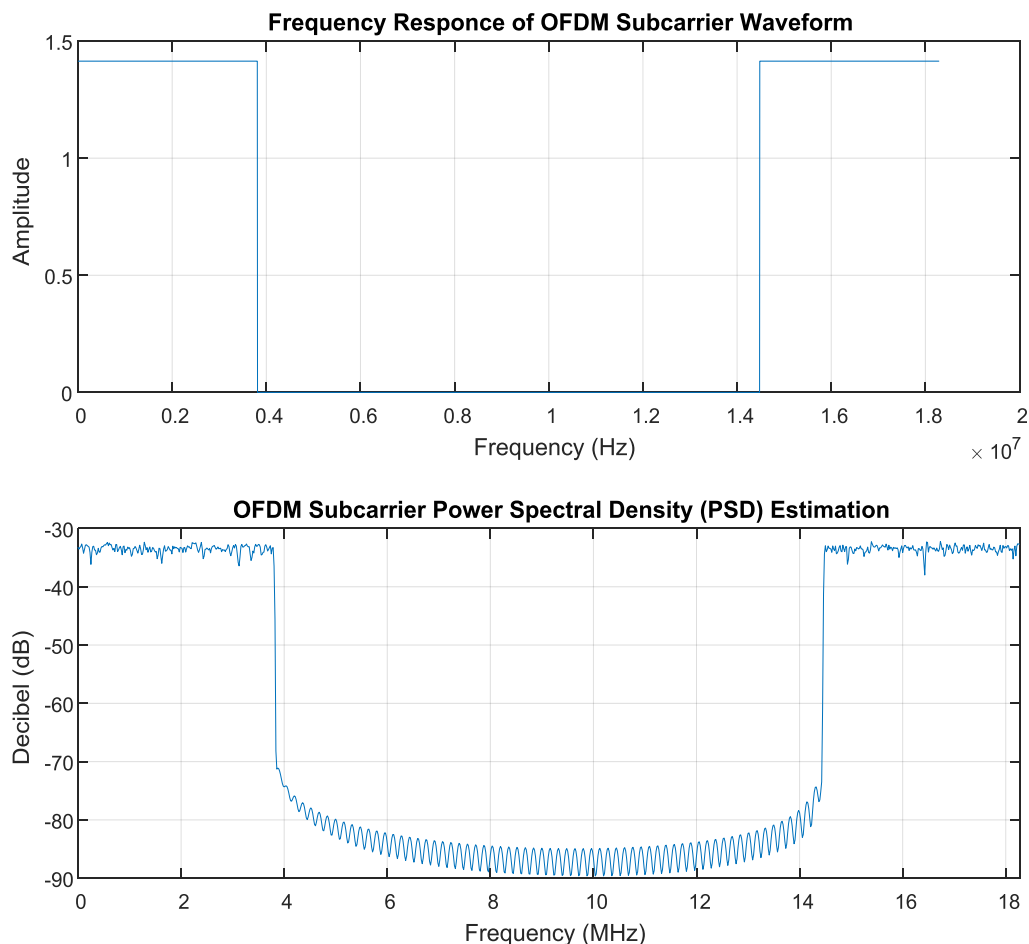 Frequency Responce of OFDM Subcarrier Waveform
1.5
1
0.5
0
Amplitude
0 0.2 0.4 0.6 0.8 1 1.2 1.4 1.6 1.8 2
Frequency (Hz)
× 10^7
OFDM Subcarrier Power Spectral Density (PSD) Estimation
-30
-40
-50
-60
-70
-80
-90
Decibel (dB)
0 2 4 6 8 10 12 14 16 18
Frequency (MHz)